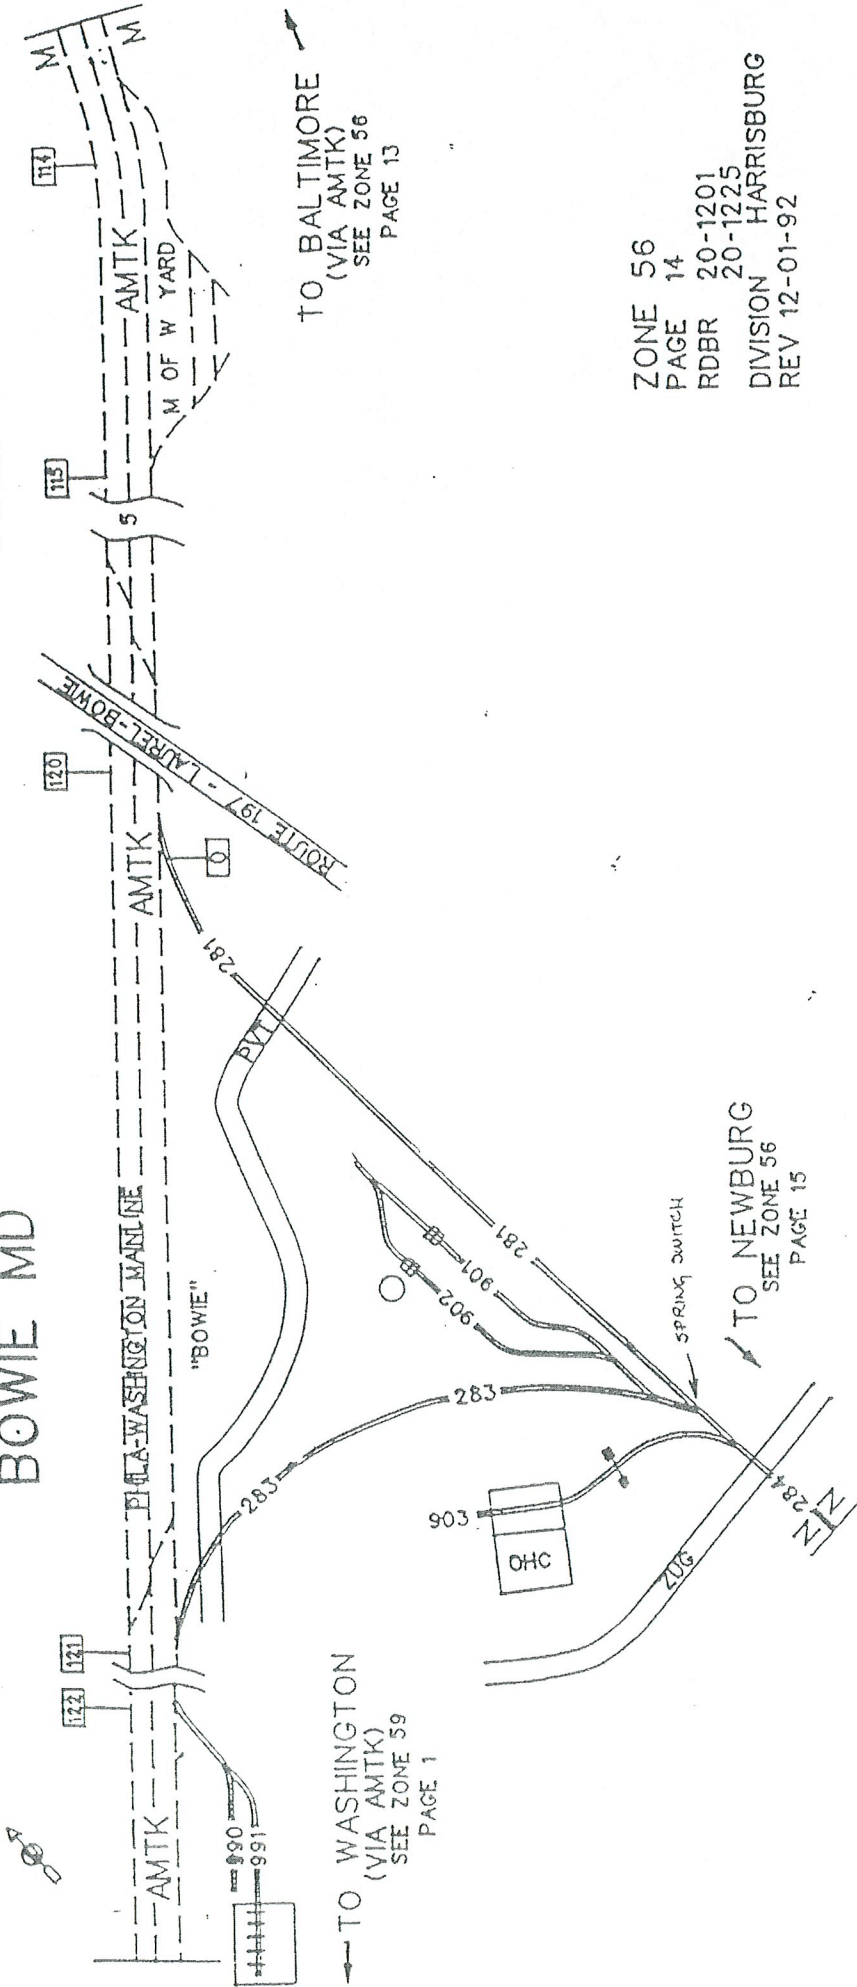 BOWIE MD
114
M
M
AMTK
M OF W YARD
TO BALTIMORE
(VIA AMTK)
SEE ZONE 56
PAGE 13
115
5
ROUTE 197 - LAUREL-BOWIE
120
AMTK
0
281
PVT
PHILA-WASHINGTON MAINLINE
"BOWIE"
281
901
902
283
283
SPRING SWITCH
TO NEWBURG
SEE ZONE 56
PAGE 15
903
OHC
ZUG
284
N
N
121
122
AMTK
990
991
TO WASHINGTON
(VIA AMTK)
SEE ZONE 59
PAGE 1
ZONE 56
PAGE 14
RDBR 20-1201
20-1225
DIVISION HARRISBURG
REV 12-01-92